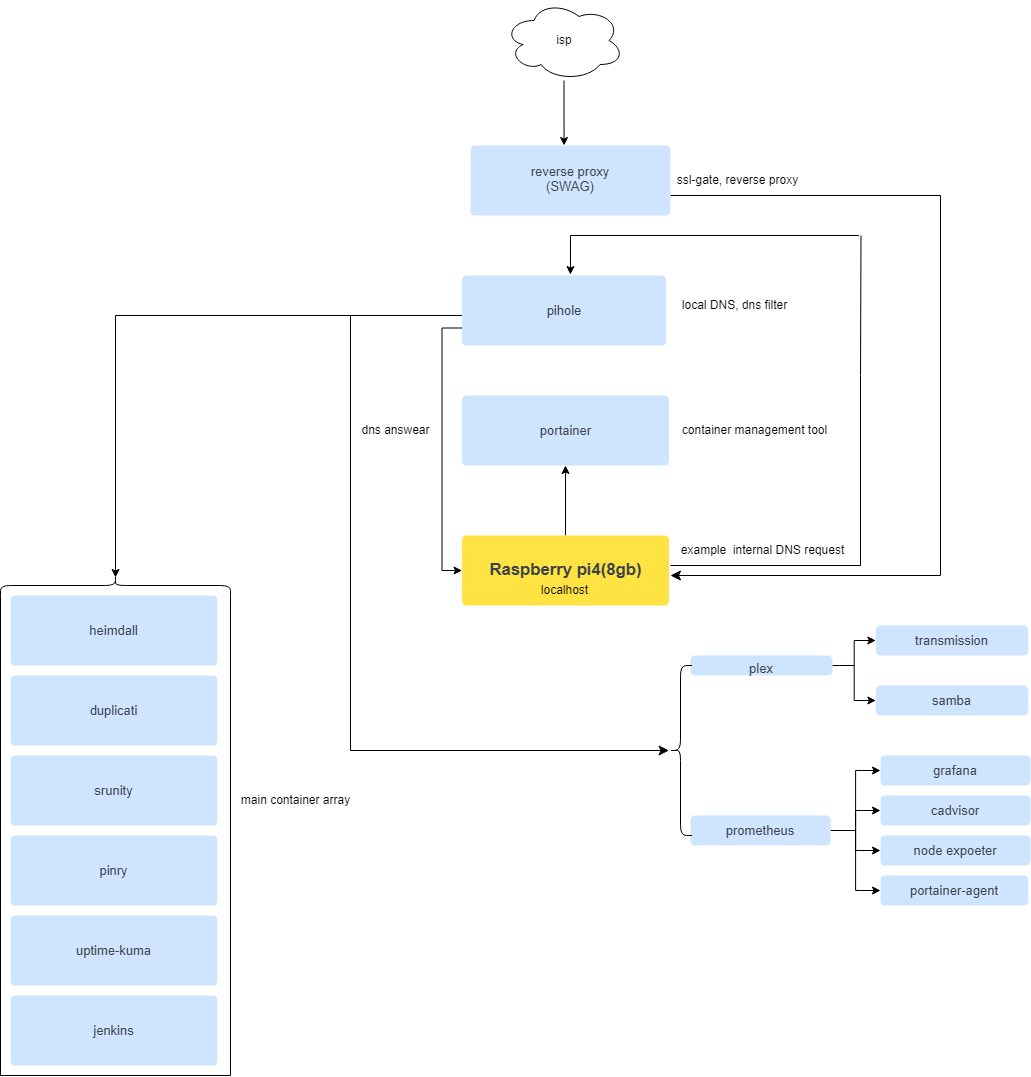 isp
reverse proxy
(SWAG)
ssl-gate, reverse proxy
pihole
local DNS, dns filter
dns answear
portainer
container management tool
example  internal DNS request
Raspberry pi4(8gb)
localhost
heimdall
duplicati
srunity
pinry
uptime-kuma
jenkins
main container array
plex
transmission
samba
prometheus
grafana
cadvisor
node expoeter
portainer-agent